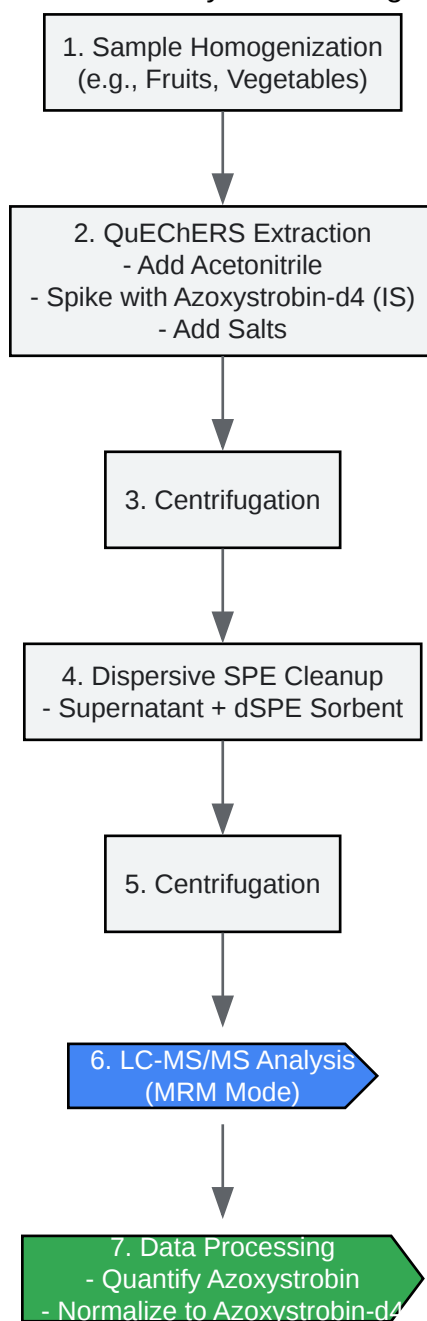 1. Sample Homogenization
(e.g., Fruits, Vegetables)
2. QuEChERS Extraction
- Add Acetonitrile
- Spike with Azoxystrobin-d4 (IS)
- Add Salts
3. Centrifugation
4. Dispersive SPE Cleanup
- Supernatant + dSPE Sorbent
5. Centrifugation
6. LC-MS/MS Analysis
(MRM Mode)
7. Data Processing
- Quantify Azoxystrobin
- Normalize to Azoxystrobin-d4